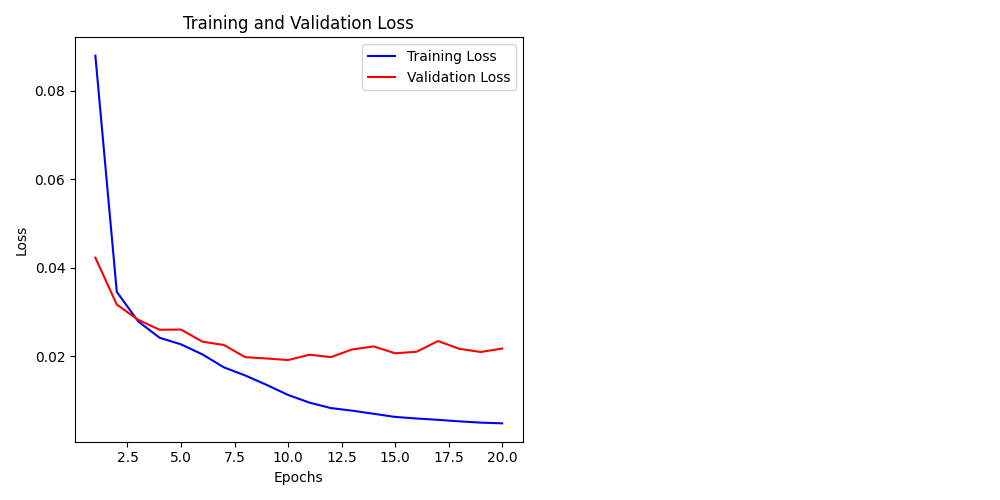 Training and Validation Loss
Training Loss
Validation Loss
0.08
0.06
0.04
0.02
Loss
2.5 5.0 7.5 10.0 12.5 15.0 17.5 20.0
Epochs